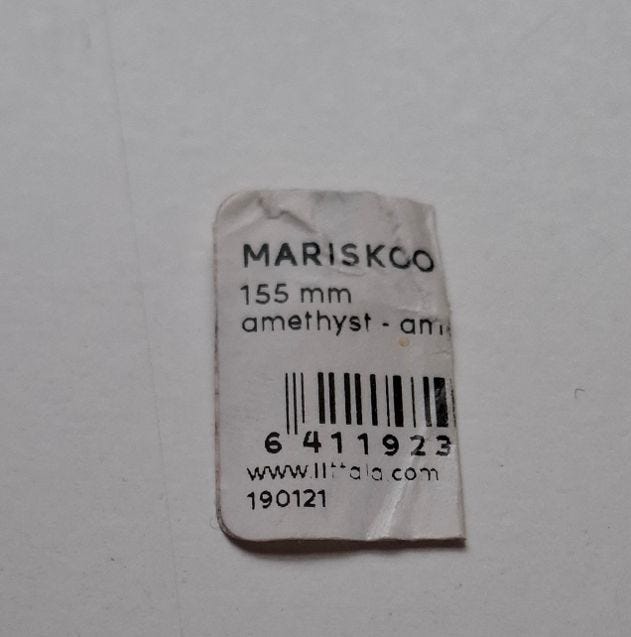 MARISKOO
155 mm
amethyst - am
6 411923
www.iittala.com
190121